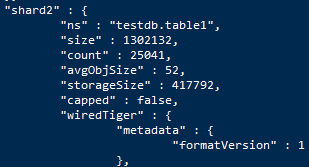 "shard2" : {
"ns" : "testdb.table1",
"size" : 1302132,
"count" : 25041,
"avgObjSize" : 52,
"storageSize" : 417792,
"capped" : false,
"wiredTiger" : {
"metadata" : {
"formatVersion" : 1
},